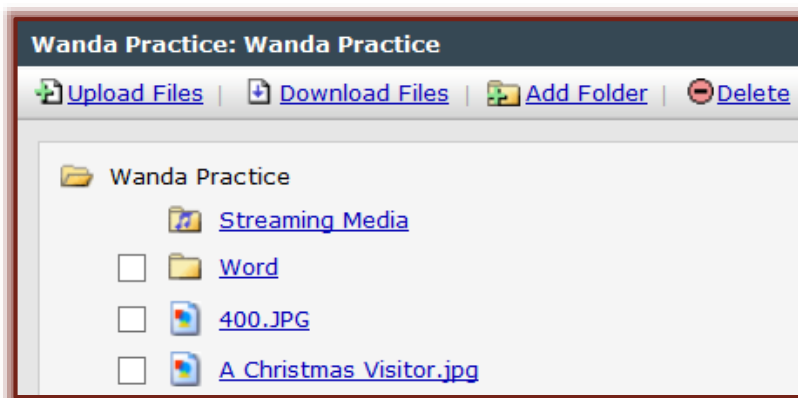 Wanda Practice: Wanda Practice
Upload Files | Download Files | Add Folder | Delete
Wanda Practice
Streaming Media
Word
400.JPG
A Christmas Visitor.jpg